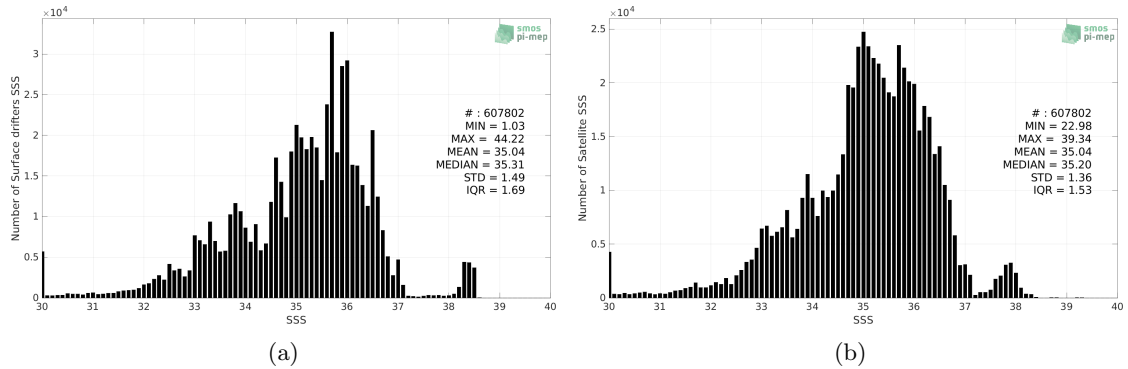 ×10⁴
3
2.5
2
1.5
1
0.5
0
30 31 32 33 34 35 36 37 38 39 40
SSS
Number of Surface drifters SSS
smos
pi-mep
# : 607802
MIN = 1.03
MAX = 44.22
MEAN = 35.04
MEDIAN = 35.31
STD = 1.49
IQR = 1.69
(a)
×10⁴
2.5
2
1.5
1
0.5
0
30 31 32 33 34 35 36 37 38 39 40
SSS
Number of Satellite SSS
smos
pi-mep
# : 607802
MIN = 22.98
MAX = 39.34
MEAN = 35.04
MEDIAN = 35.20
STD = 1.36
IQR = 1.53
(b)